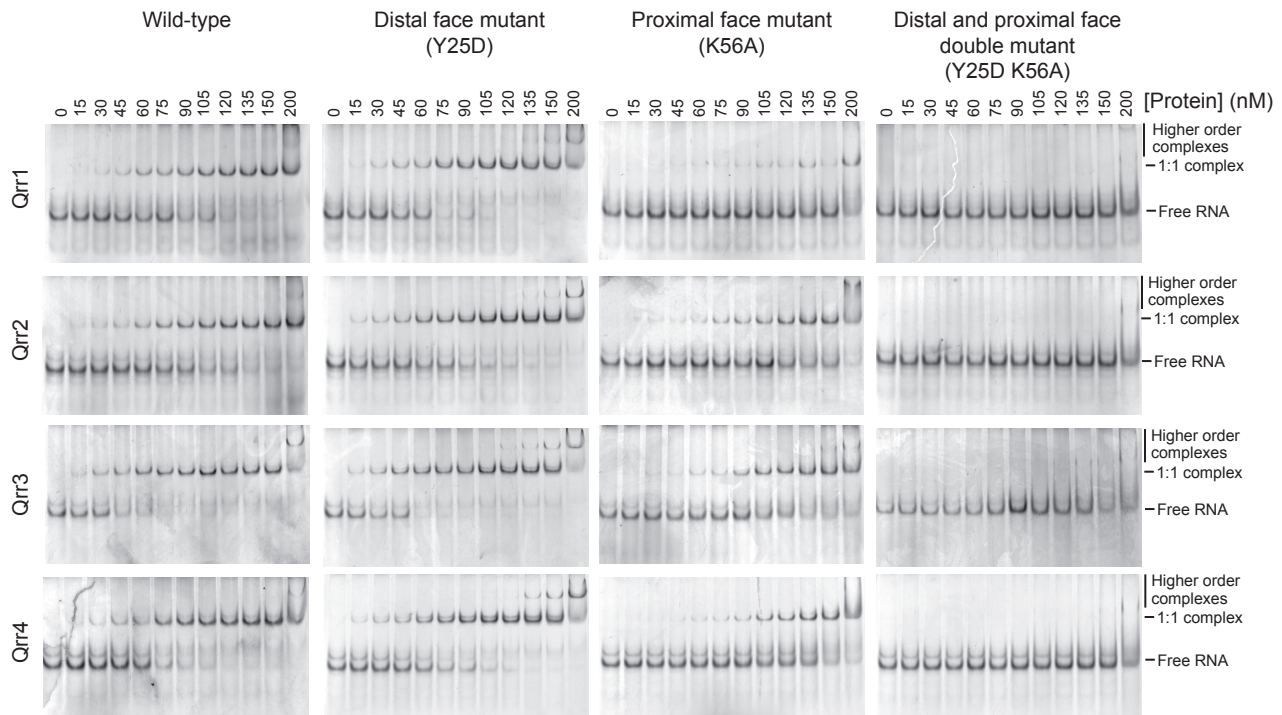 Wild-type
Distal face mutant
(Y25D)
Proximal face mutant
(K56A)
Distal and proximal face
double mutant
(Y25D K56A)
0 15 30 45 60 75 90 105 120 135 150 200
0 15 30 45 60 75 90 105 120 135 150 200
0 15 30 45 60 75 90 105 120 135 150 200
0 15 30 45 60 75 90 105 120 135 150 200
[Protein] (nM)
Qrr1
Higher order
complexes
1:1 complex
Free RNA
Qrr2
Higher order
complexes
1:1 complex
Free RNA
Qrr3
Higher order
complexes
1:1 complex
Free RNA
Qrr4
Higher order
complexes
1:1 complex
Free RNA